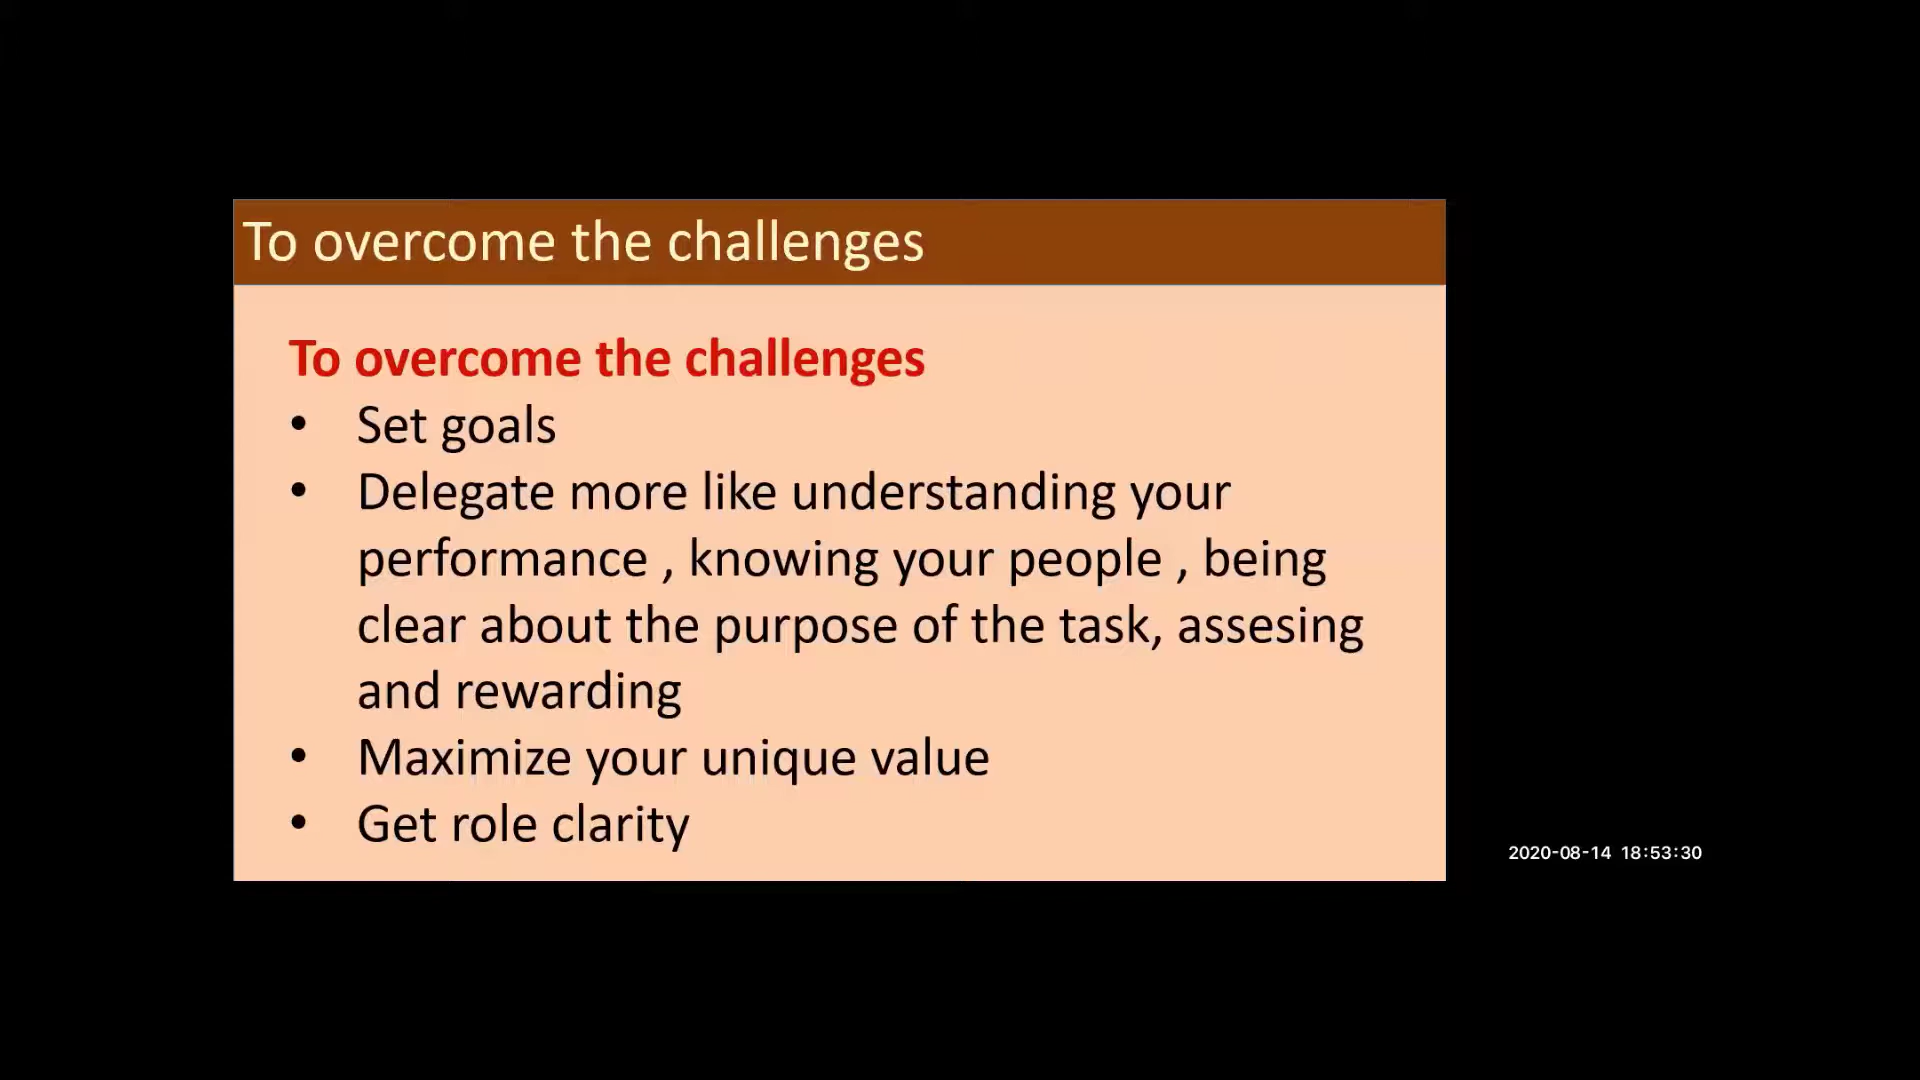 To overcome the challenges
To overcome the challenges
• Set goals
• Delegate more like understanding your
performance , knowing your people , being
clear about the purpose of the task, assesing
and rewarding
• Maximize your unique value
• Get role clarity
2020-08-14 18:53:30